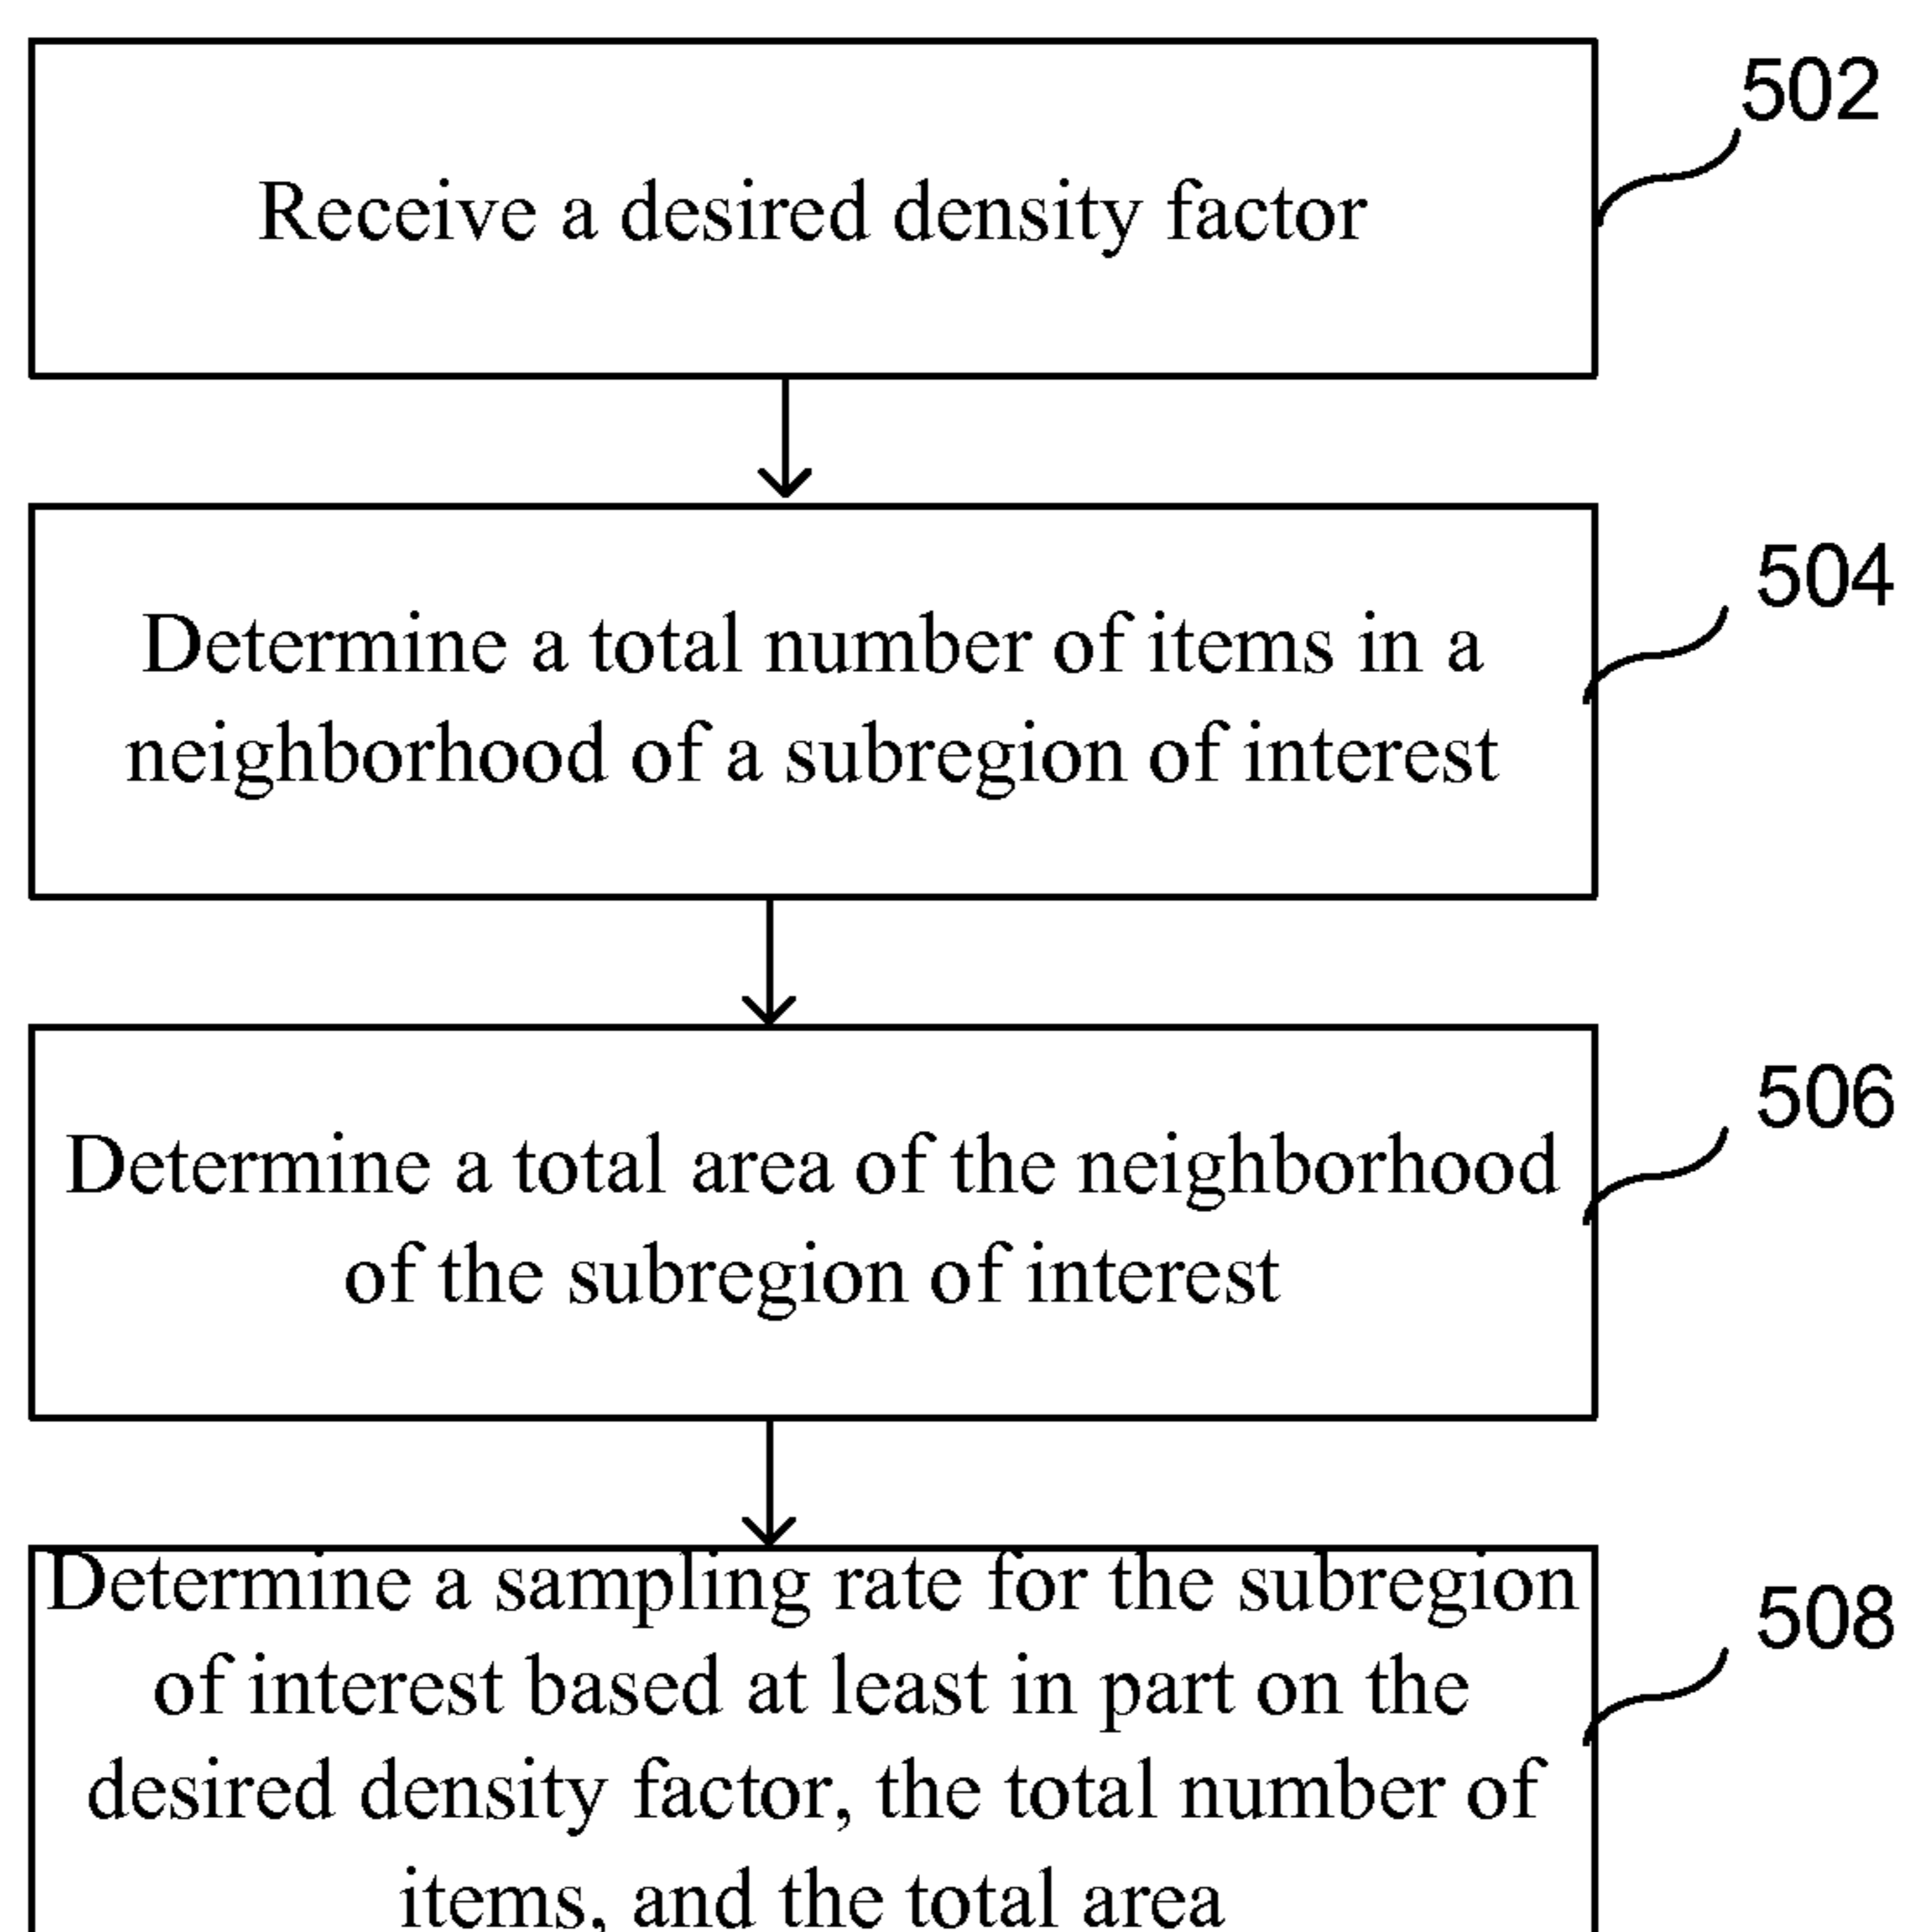 502
Receive a desired density factor
504
Determine a total number of items in a
neighborhood of a subregion of interest
506
Determine a total area of the neighborhood
of the subregion of interest
508
Determine a sampling rate for the subregion
of interest based at least in part on the
desired density factor, the total number of
items, and the total area